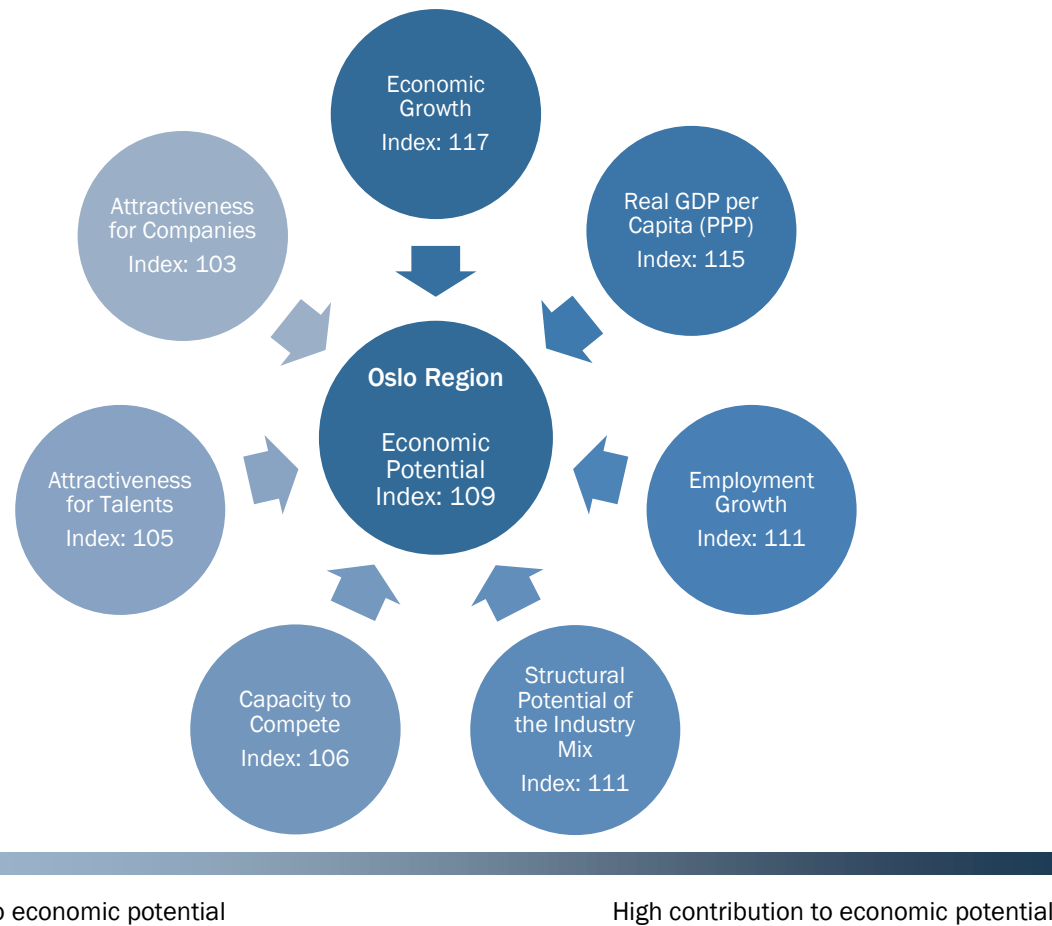 Economic
Growth
Index: 117
Real GDP per
Capita (PPP)
Index: 115
Attractiveness
for Companies
Index: 103
Oslo Region
Economic
Potential
Index: 109
Attractiveness
for Talents
Index: 105
Employment
Growth
Index: 111
Capacity to
Compete
Index: 106
Structural
Potential of
the Industry
Mix
Index: 111
economic potential
High contribution to economic potential